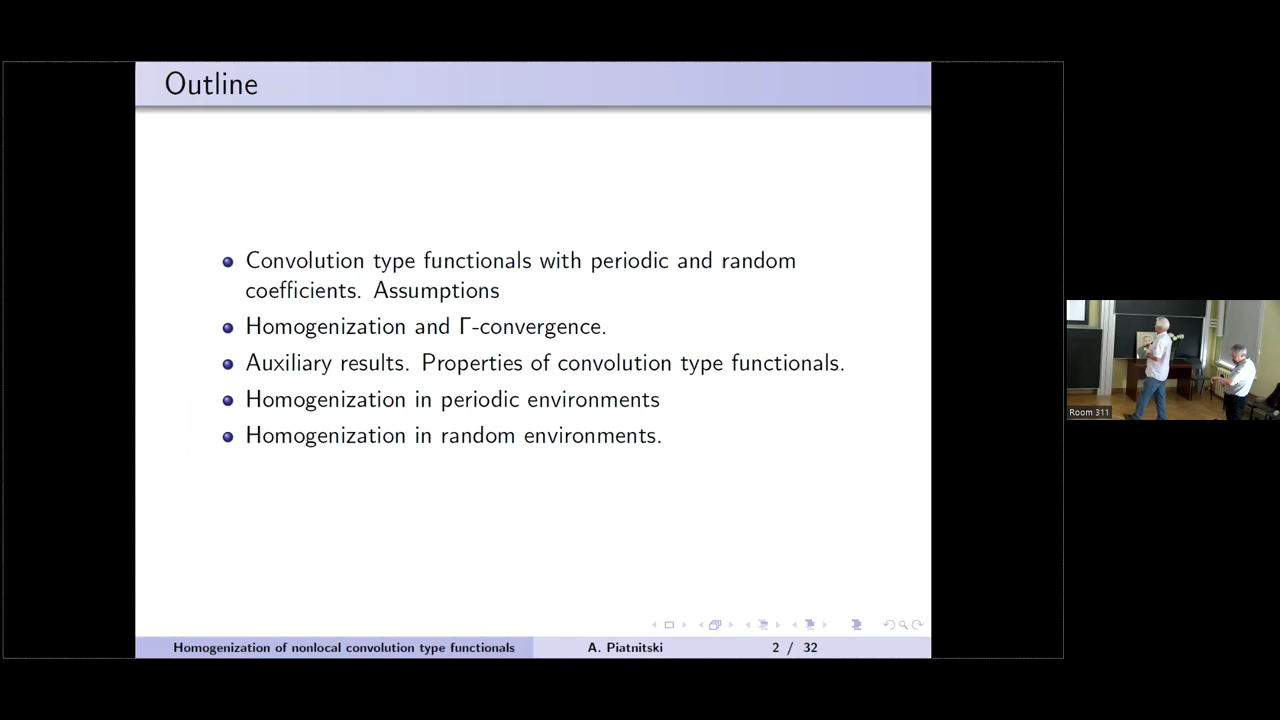 Outline
Convolution type functionals with periodic and random
coefficients. Assumptions
Homogenization and Γ-convergence.
Auxiliary results. Properties of convolution type functionals.
Homogenization in periodic environments
Homogenization in random environments.
Homogenization of nonlocal convolution type functionals
A. Piatnitski
2 / 32
Room 311